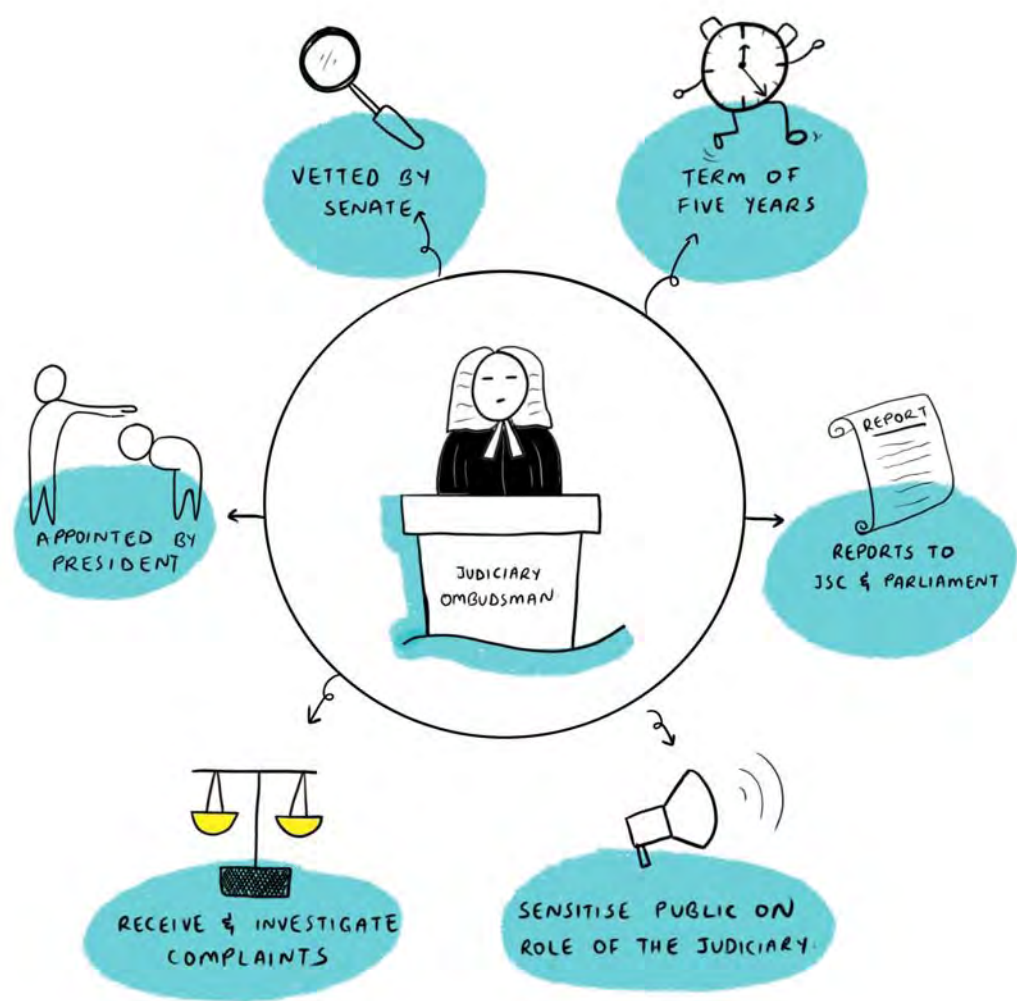 VETTED BY
SENATE
TERM OF
FIVE YEARS
APPOINTED BY
PRESIDENT
JUDICIARY
OMBUDSMAN
REPORT
REPORTS TO
JSC & PARLIAMENT
RECEIVE & INVESTIGATE
COMPLAINTS
SENSITISE PUBLIC ON
ROLE OF THE JUDICIARY.